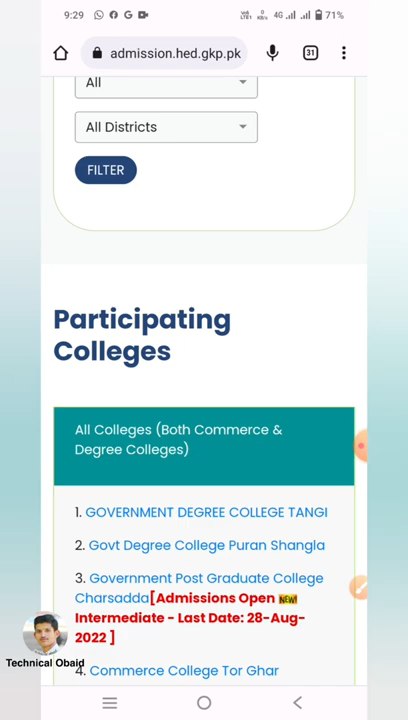 9:29
4G
71%
admission.hed.gkp.pk
31
All
All Districts
FILTER
Participating
Colleges
All Colleges (Both Commerce &
Degree Colleges)
1. GOVERNMENT DEGREE COLLEGE TANGI
2. Govt Degree College Puran Shangla
3. Government Post Graduate College
Charsadda[Admissions Open NEW!
Intermediate - Last Date: 28-Aug-
2022 ]
4. Commerce College Tor Ghar
Technical Obaid